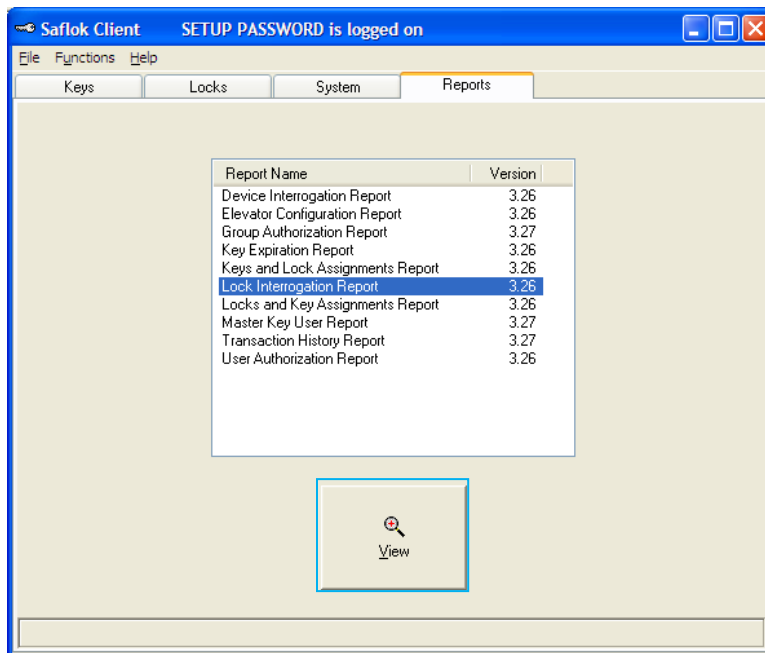 Saflok Client SETUP PASSWORD is logged on
File Functions Help
Keys Locks System Reports
Report Name Version
Device Interrogation Report 3.26
Elevator Configuration Report 3.26
Group Authorization Report 3.27
Key Expiration Report 3.26
Keys and Lock Assignments Report 3.26
Lock Interrogation Report 3.26
Locks and Key Assignments Report 3.26
Master Key User Report 3.27
Transaction History Report 3.27
User Authorization Report 3.26
View